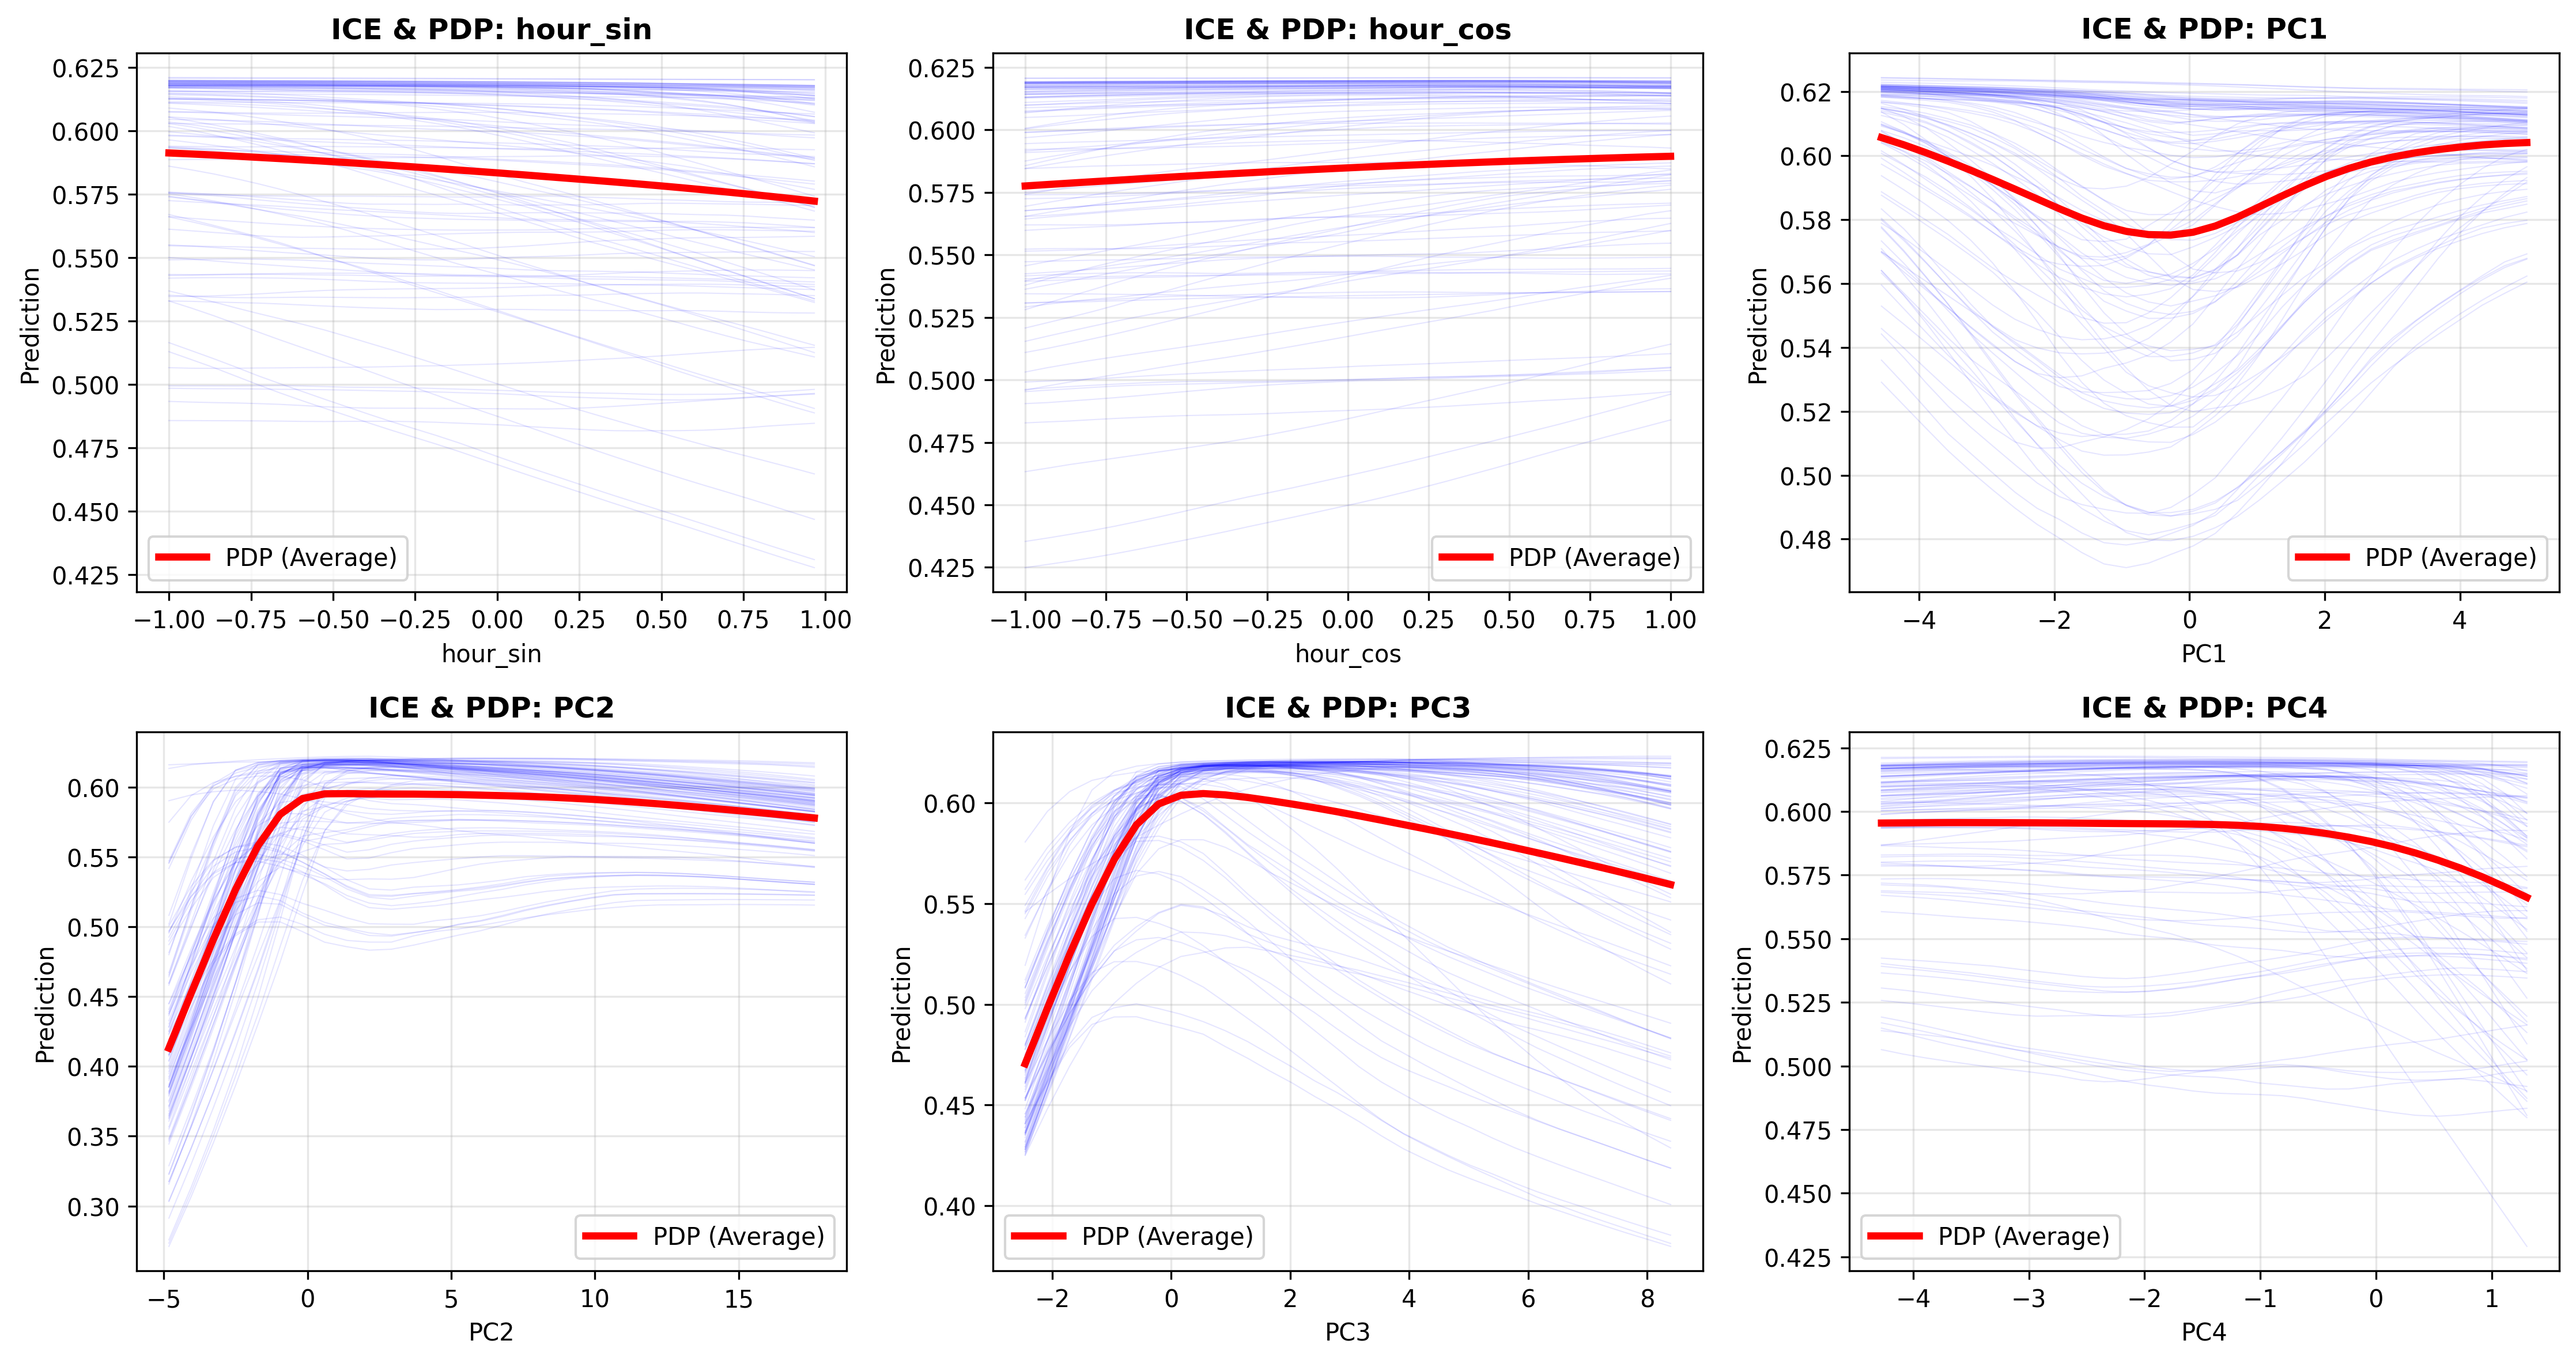 ICE & PDP: hour_sin
Prediction
0.625
0.600
0.575
0.550
0.525
0.500
0.475
0.450
0.425
−1.00 −0.75 −0.50 −0.25 0.00 0.25 0.50 0.75 1.00
hour_sin
PDP (Average)
ICE & PDP: hour_cos
Prediction
0.625
0.600
0.575
0.550
0.525
0.500
0.475
0.450
0.425
−1.00 −0.75 −0.50 −0.25 0.00 0.25 0.50 0.75 1.00
hour_cos
PDP (Average)
ICE & PDP: PC1
Prediction
0.62
0.60
0.58
0.56
0.54
0.52
0.50
0.48
−4 −2 0 2 4
PC1
PDP (Average)
ICE & PDP: PC2
Prediction
0.60
0.55
0.50
0.45
0.40
0.35
0.30
−5 0 5 10 15
PC2
PDP (Average)
ICE & PDP: PC3
Prediction
0.60
0.55
0.50
0.45
0.40
−2 0 2 4 6 8
PC3
PDP (Average)
ICE & PDP: PC4
Prediction
0.625
0.600
0.575
0.550
0.525
0.500
0.475
0.450
0.425
−4 −3 −2 −1 0 1
PC4
PDP (Average)